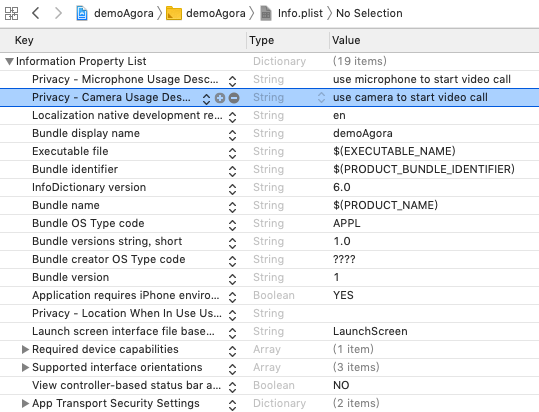 demoAgora demoAgora Info.plist No Selection
Key Type Value
Information Property List Dictionary (19 items)
Privacy - Microphone Usage Desc... String use microphone to start video call
Privacy - Camera Usage Des... String use camera to start video call
Localization native development re... String en
Bundle display name String demoAgora
Executable file String $(EXECUTABLE_NAME)
Bundle identifier String $(PRODUCT_BUNDLE_IDENTIFIER)
InfoDictionary version String 6.0
Bundle name String $(PRODUCT_NAME)
Bundle OS Type code String APPL
Bundle versions string, short String 1.0
Bundle creator OS Type code String ????
Bundle version String 1
Application requires iPhone enviro... Boolean YES
Privacy - Location When In Use Us... String
Launch screen interface file base... String LaunchScreen
Required device capabilities Array (1 item)
Supported interface orientations Array (3 items)
View controller-based status bar a... Boolean NO
App Transport Security Settings Dictionary (2 items)